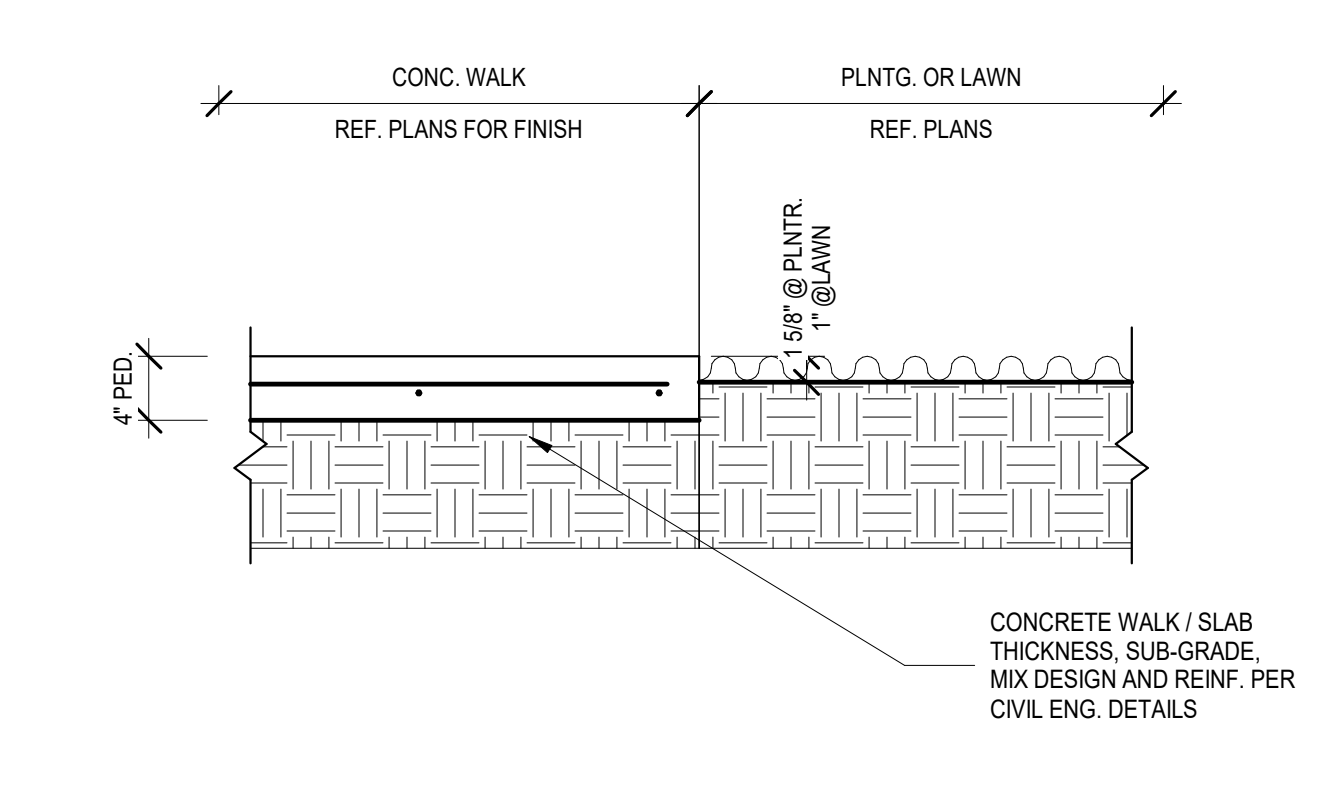 CONC. WALK
REF. PLANS FOR FINISH
PLNTG. OR LAWN
REF. PLANS
1 5/8" @ PLNTR.
1" @LAWN
4" PED.
CONCRETE WALK / SLAB
THICKNESS, SUB-GRADE,
MIX DESIGN AND REINF. PER
CIVIL ENG. DETAILS